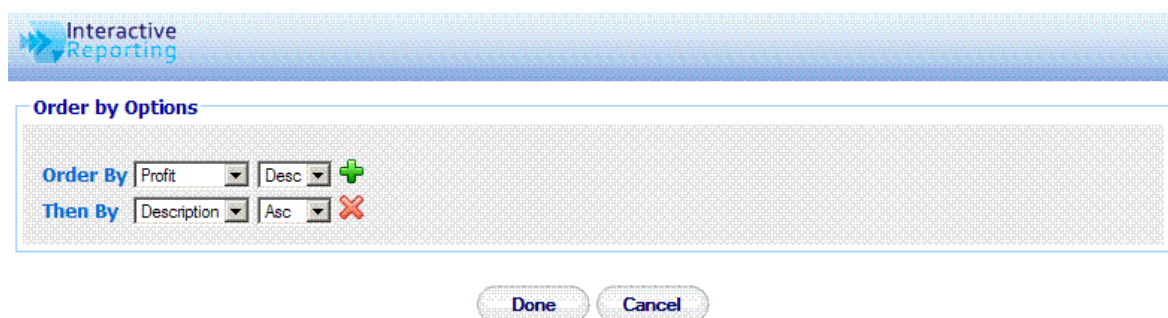 Interactive
Reporting
Order by Options
Order By Profit Desc
Then By Description Asc
Done Cancel